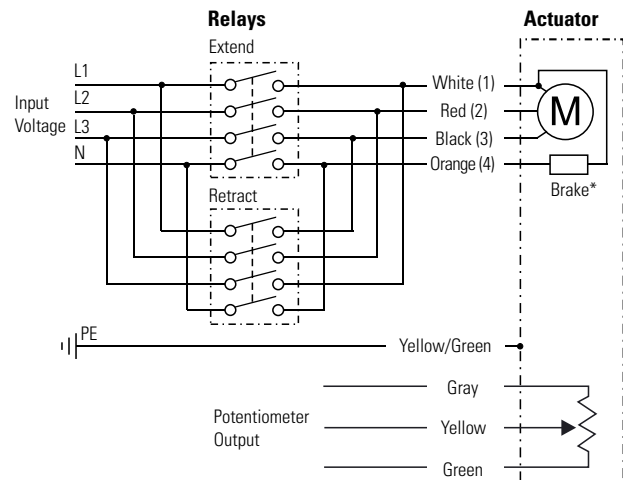 Relays
Actuator
Extend
L1
White (1)
L2
Red (2)
M
Input
Voltage
L3
Black (3)
N
Orange (4)
Brake*
Retract
PE
Yellow/Green
Gray
Potentiometer
Output
Yellow
Green